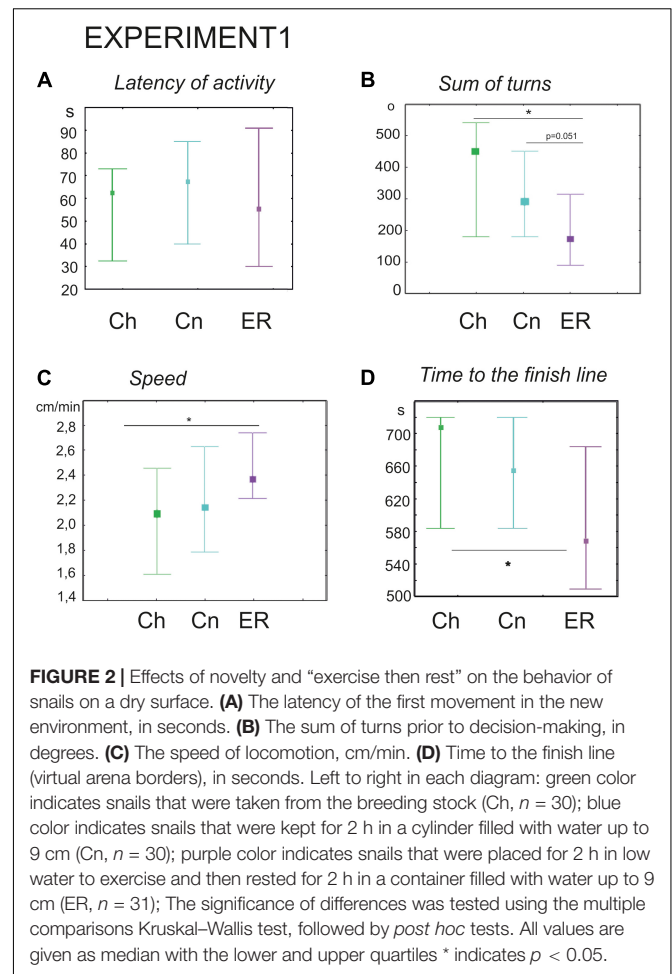 EXPERIMENT1
A Latency of activity
s
90
80
70
60
50
40
30
20
Ch Cn ER
B Sum of turns
o
500
400
300
200
100
0
*
p=0.051
Ch Cn ER
C Speed
cm/min
2,8
2,6
2,4
2,2
2,0
1,8
1,6
1,4
*
Ch Cn ER
D Time to the finish line
s
700
660
620
580
540
500
*
Ch Cn ER
FIGURE 2 | Effects of novelty and “exercise then rest” on the behavior of
snails on a dry surface. (A) The latency of the first movement in the new
environment, in seconds. (B) The sum of turns prior to decision-making, in
degrees. (C) The speed of locomotion, cm/min. (D) Time to the finish line
(virtual arena borders), in seconds. Left to right in each diagram: green color
indicates snails that were taken from the breeding stock (Ch, n = 30); blue
color indicates snails that were kept for 2 h in a cylinder filled with water up to
9 cm (Cn, n = 30); purple color indicates snails that were placed for 2 h in low
water to exercise and then rested for 2 h in a container filled with water up to 9
cm (ER, n = 31); The significance of differences was tested using the multiple
comparisons Kruskal–Wallis test, followed by post hoc tests. All values are
given as median with the lower and upper quartiles * indicates p < 0.05.